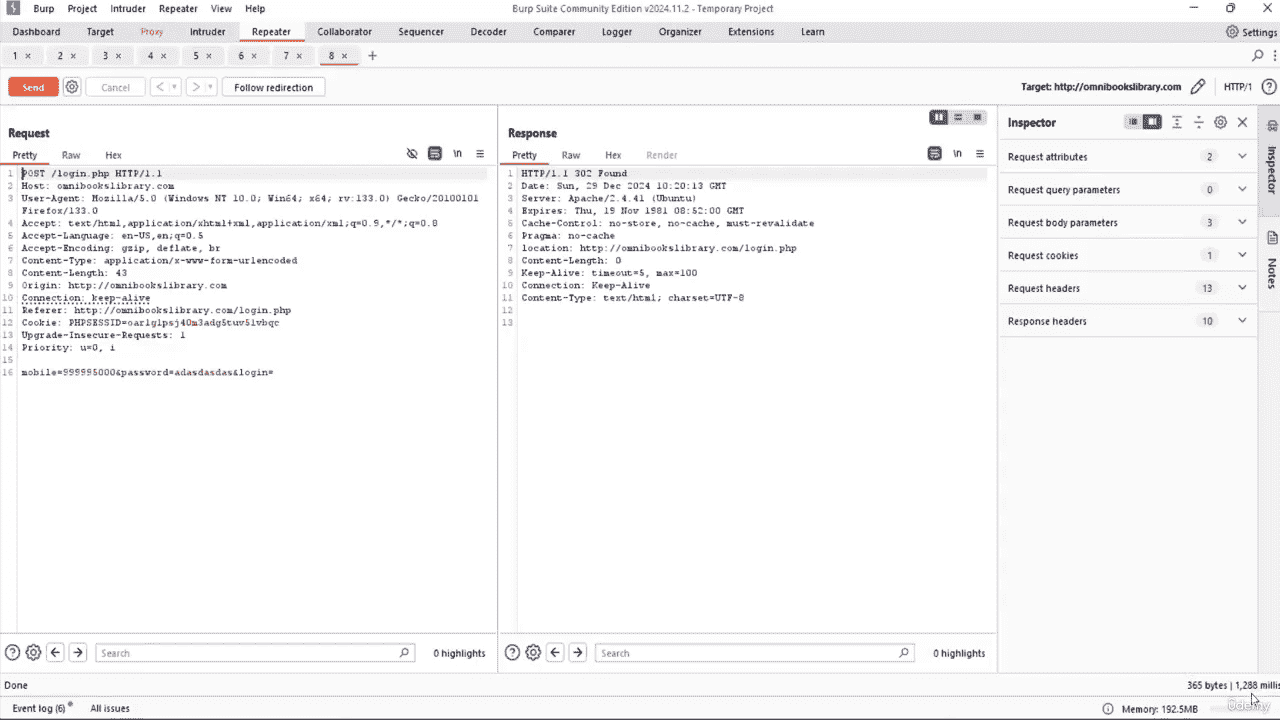 Burp Project Intruder Repeater View Help Burp Suite Community Edition v2024.11.2 - Temporary Project
Dashboard Target Proxy Intruder Repeater Collaborator Sequencer Decoder Comparer Logger Organizer Extensions Learn Settings
1 × 2 × 3 × 4 × 5 × 6 × 7 × 8 × +
Send Cancel < > Follow redirection Target: http://omnibookslibrary.com HTTP/1
Request
Pretty Raw Hex \n
1 POST /login.php HTTP/1.1
2 Host: omnibookslibrary.com
3 User-Agent: Mozilla/5.0 (Windows NT 10.0; Win64; x64; rv:133.0) Gecko/20100101
Firefox/133.0
4 Accept: text/html,application/xhtml+xml,application/xml;q=0.9,*/*;q=0.8
5 Accept-Language: en-US,en;q=0.5
6 Accept-Encoding: gzip, deflate, br
7 Content-Type: application/x-www-form-urlencoded
8 Content-Length: 43
9 Origin: http://omnibookslibrary.com
10 Connection: keep-alive
11 Referer: http://omnibookslibrary.com/login.php
12 Cookie:
13 Upgrade-Insecure-Requests: 1
14 Priority: u=0, i
15
16 mobile=999995000&password=adasdasdas&login=
Search 0 highlights
Response
Pretty Raw Hex Render \n
1 HTTP/1.1 302 Found
2 Date: Sun, 29 Dec 2024 10:20:13 GMT
3 Server: Apache/2.4.41 (Ubuntu)
4 Expires: Thu, 19 Nov 1981 08:52:00 GMT
5 Cache-Control: no-store, no-cache, must-revalidate
6 Pragma: no-cache
7 location: http://omnibookslibrary.com/login.php
8 Content-Length: 0
9 Keep-Alive: timeout=5, max=100
10 Connection: Keep-Alive
11 Content-Type: text/html; charset=UTF-8
12
13
Search 0 highlights
Inspector
Request attributes 2
Request query parameters 0
Request body parameters 3
Request cookies 1
Request headers 13
Response headers 10
Inspector
Notes
Done 365 bytes | 1,288 millis
Event log (6) All issues Memory: 192.5MB
ûdemy